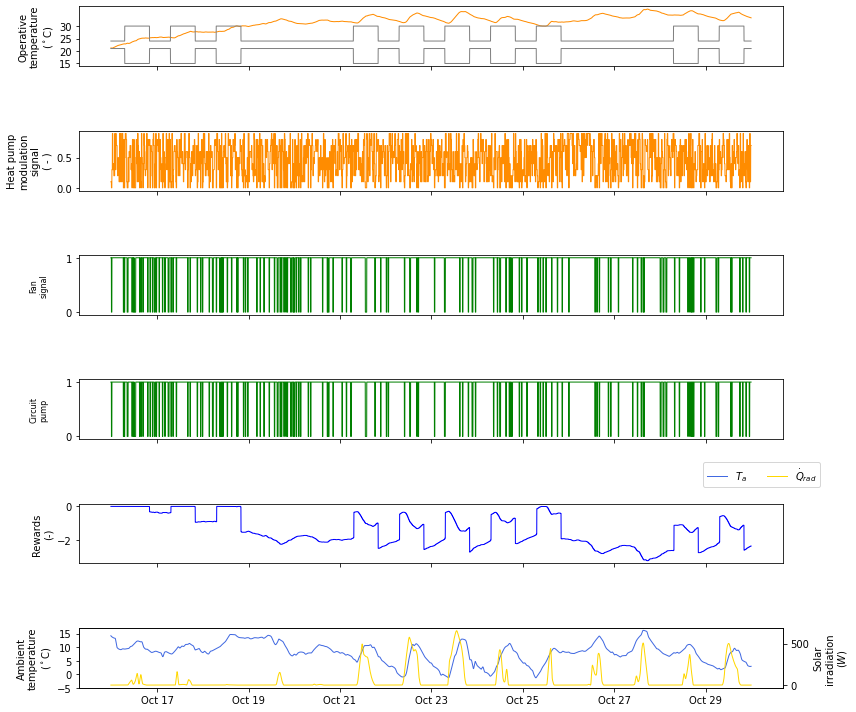 Operative
temperature
(°C)
30
25
20
15
Heat pump
modulation
signal
( - )
0.5
0.0
Fan
signal
1
0
Circuit
pump
1
0
T_a
Q̇_rad
Rewards
(-)
0
−2
Ambient
temperature
(°C)
15
10
5
0
−5
500
0
Solar
irradiation
(W)
Oct 17 Oct 19 Oct 21 Oct 23 Oct 25 Oct 27 Oct 29